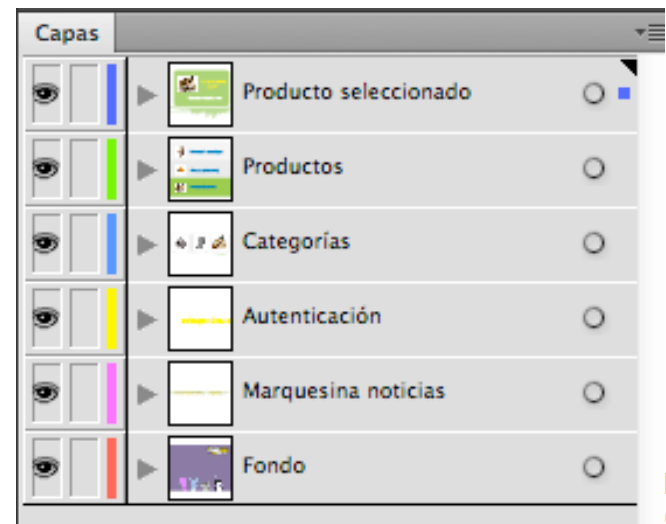 Capas
Producto seleccionado
Productos
Categorías
Autenticación
Marquesina noticias
Fondo